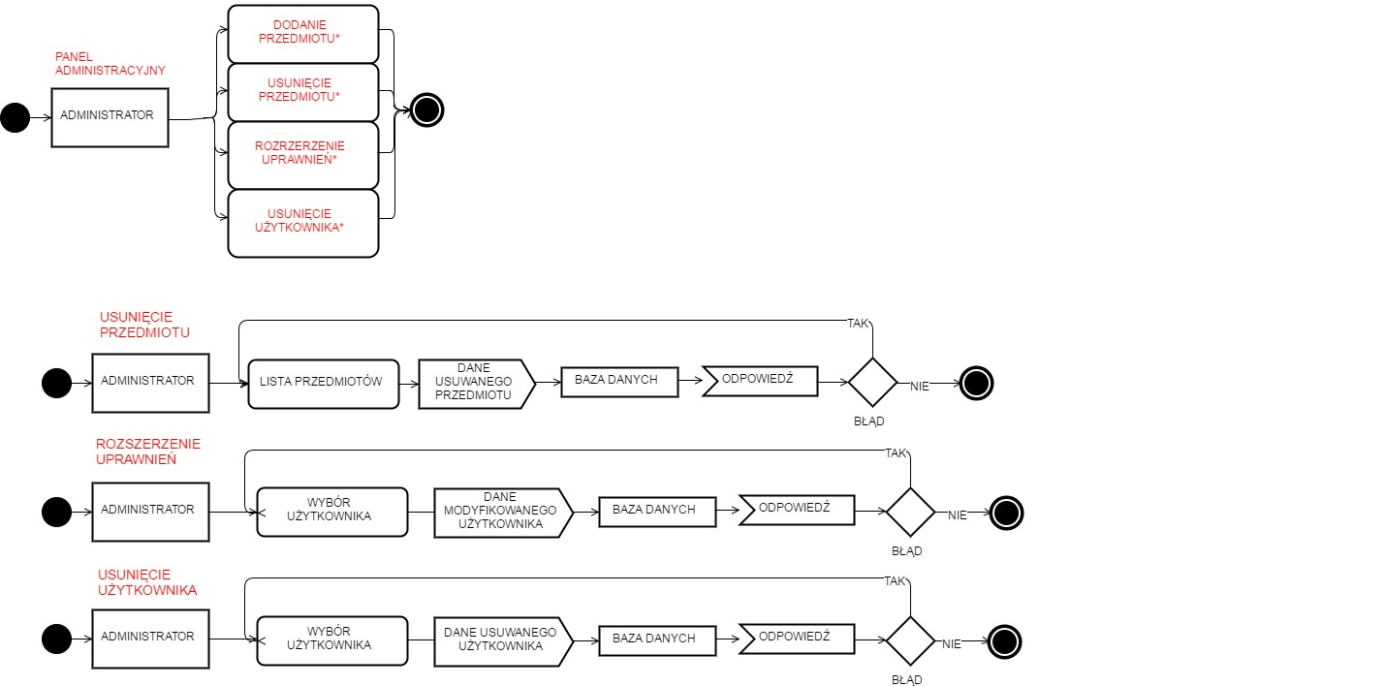 DODANIE
PRZEDMIOTU*
PANEL
ADMINISTRACYJNY
ADMINISTRATOR
USUNIĘCIE
PRZEDMIOTU*
ROZRZERZENIE
UPRAWNIEŃ*
USUNIĘCIE
UŻYTKOWNIKA*
USUNIĘCIE
PRZEDMIOTU
TAK
ADMINISTRATOR
LISTA PRZEDMIOTÓW
DANE
USUWANEGO
PRZEDMIOTU
BAZA DANYCH
ODPOWIEDŹ
NIE
BŁĄD
ROZSZERZENIE
UPRAWNIEŃ
TAK
ADMINISTRATOR
WYBÓR
UŻYTKOWNIKA
DANE
MODYFIKOWANEGO
UŻYTKOWNIKA
BAZA DANYCH
ODPOWIEDŹ
NIE
BŁĄD
USUNIĘCIE
UŻYTKOWNIKA
TAK
ADMINISTRATOR
WYBÓR
UŻYTKOWNIKA
DANE USUWANEGO
UŻYTKOWNIKA
BAZA DANYCH
ODPOWIEDŹ
NIE
BŁĄD